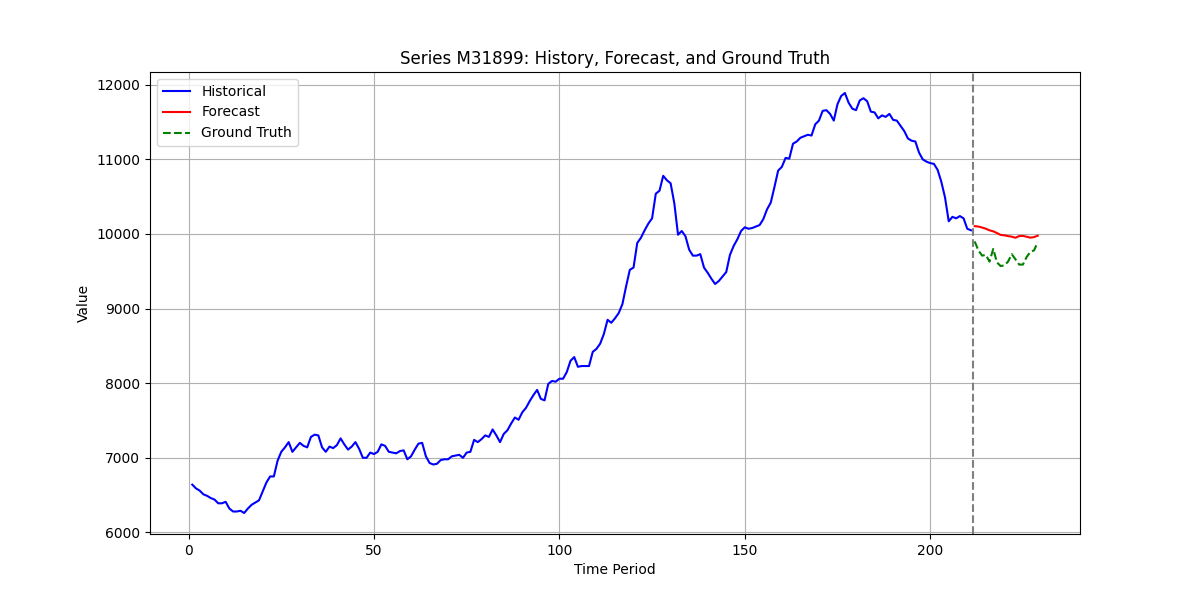 Series M31899: History, Forecast, and Ground Truth
Historical
Forecast
Ground Truth
12000
11000
10000
9000
8000
7000
6000
Value
0
50
100
150
200
Time Period